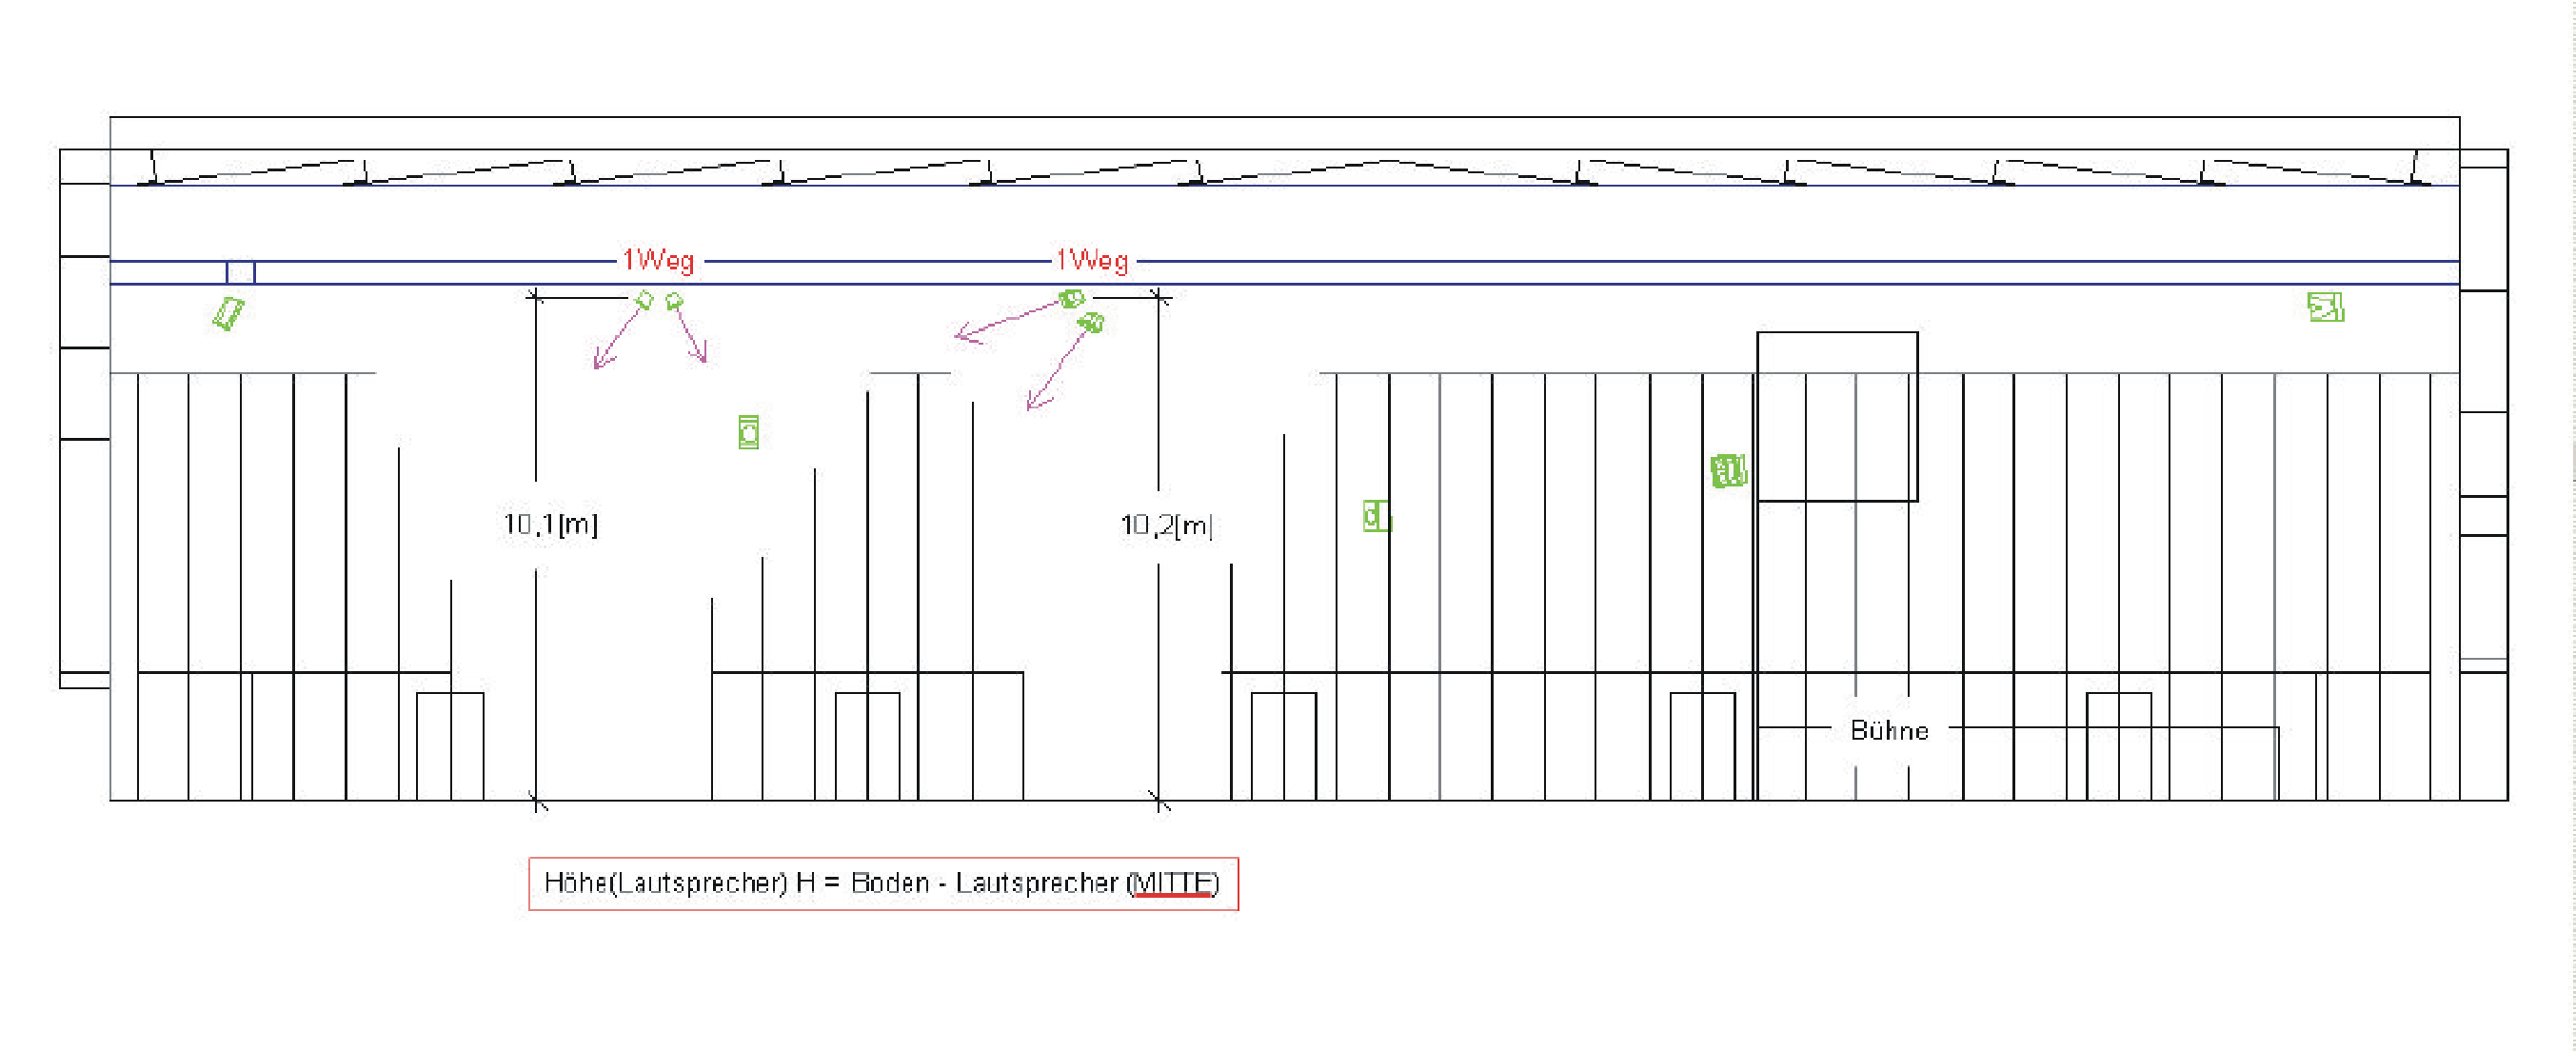 1Weg
1Weg
10,1[m]
10,2[m]
Bühne
Höhe(Lautsprecher) H = Boden - Lautsprecher (MITTE)